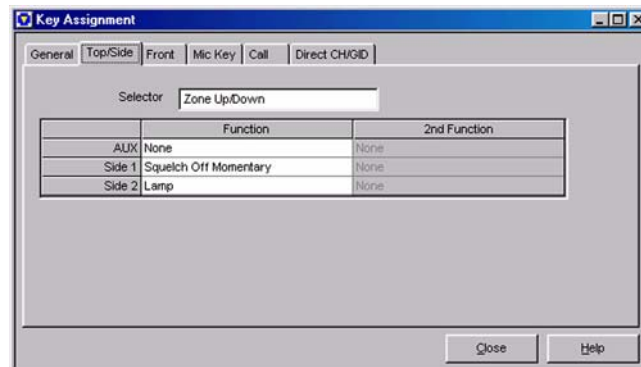 Key Assignment
General Top/Side Front Mic Key Call Direct CH/GID
Selector Zone Up/Down
Function 2nd Function
AUX None None
Side 1 Squelch Off Momentary None
Side 2 Lamp None
Close Help